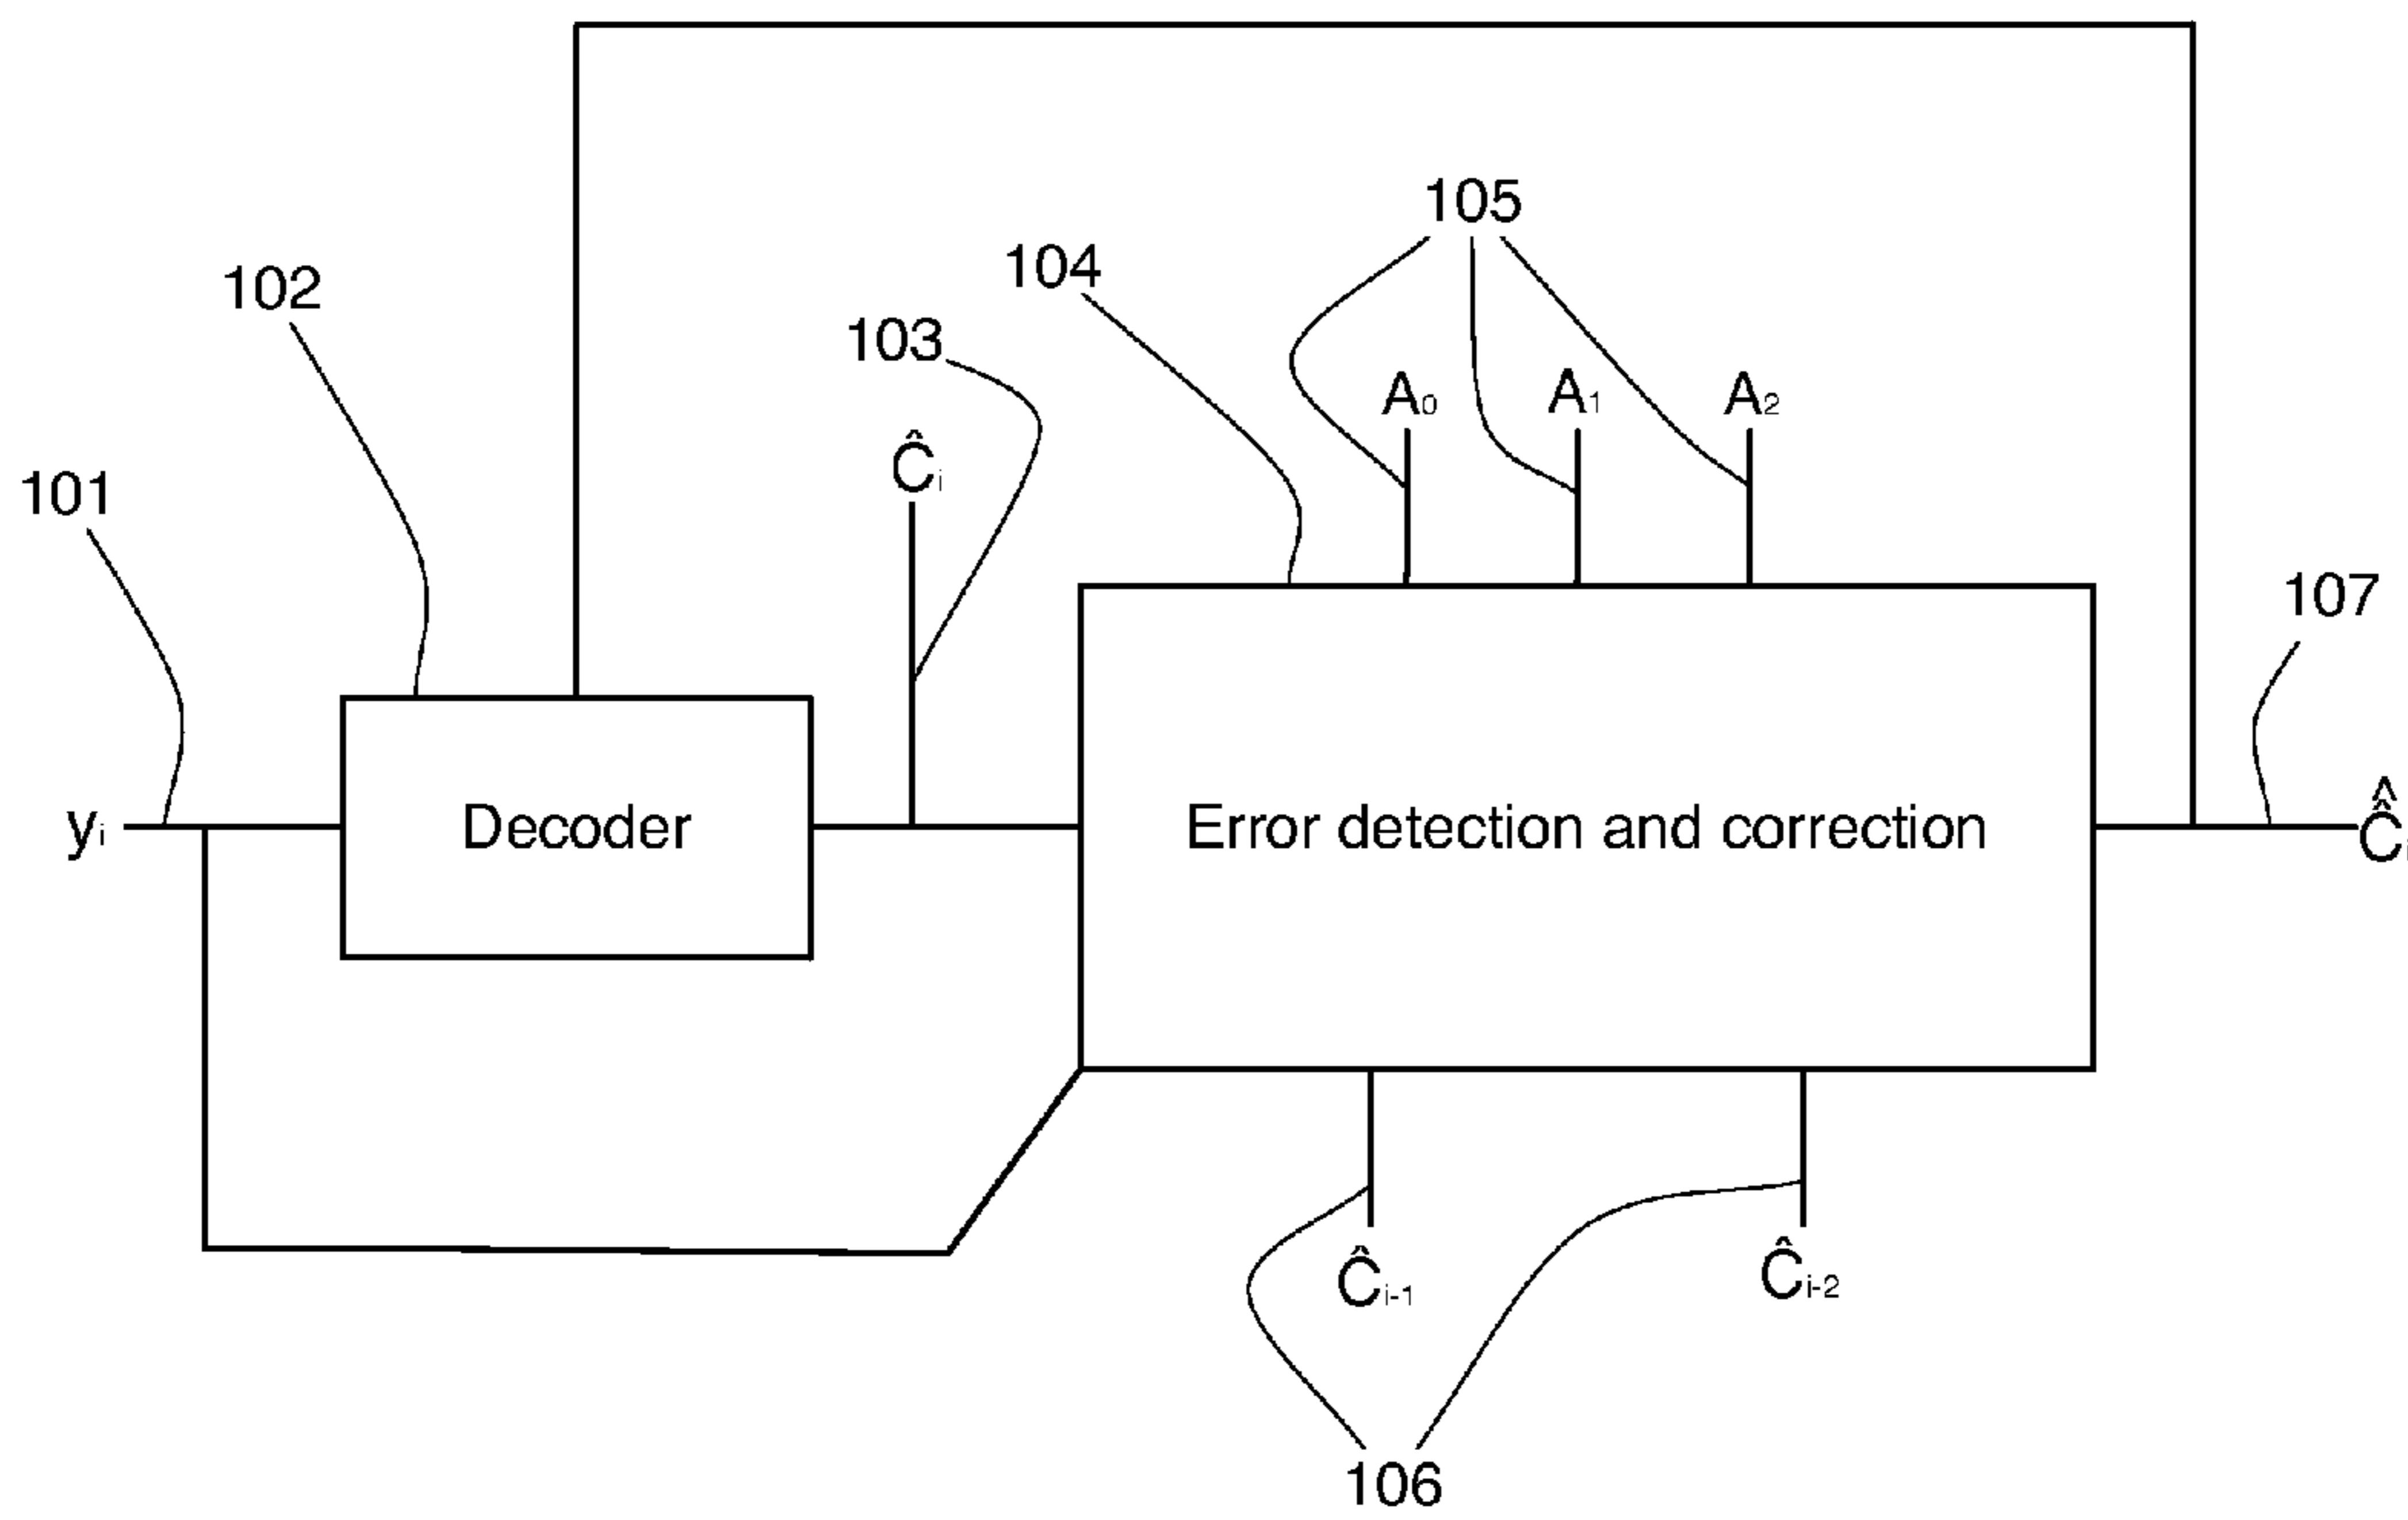 105
104
102
103
A₀ A₁ A₂
Ĉᵢ
101
107
yᵢ
Decoder
Error detection and correction
Ĉ̂ᵢ
Ĉᵢ₋₁
Ĉᵢ₋₂
106